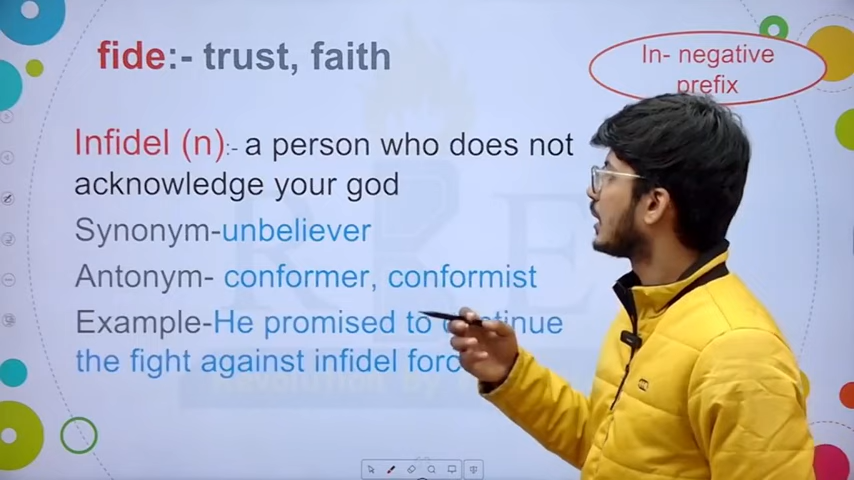 fide:- trust, faith
In- negative
prefix
Infidel (n):- a person who does not
acknowledge your god
Synonym-unbeliever
Antonym- conformer, conformist
Example-He promised to
the fight against infidel